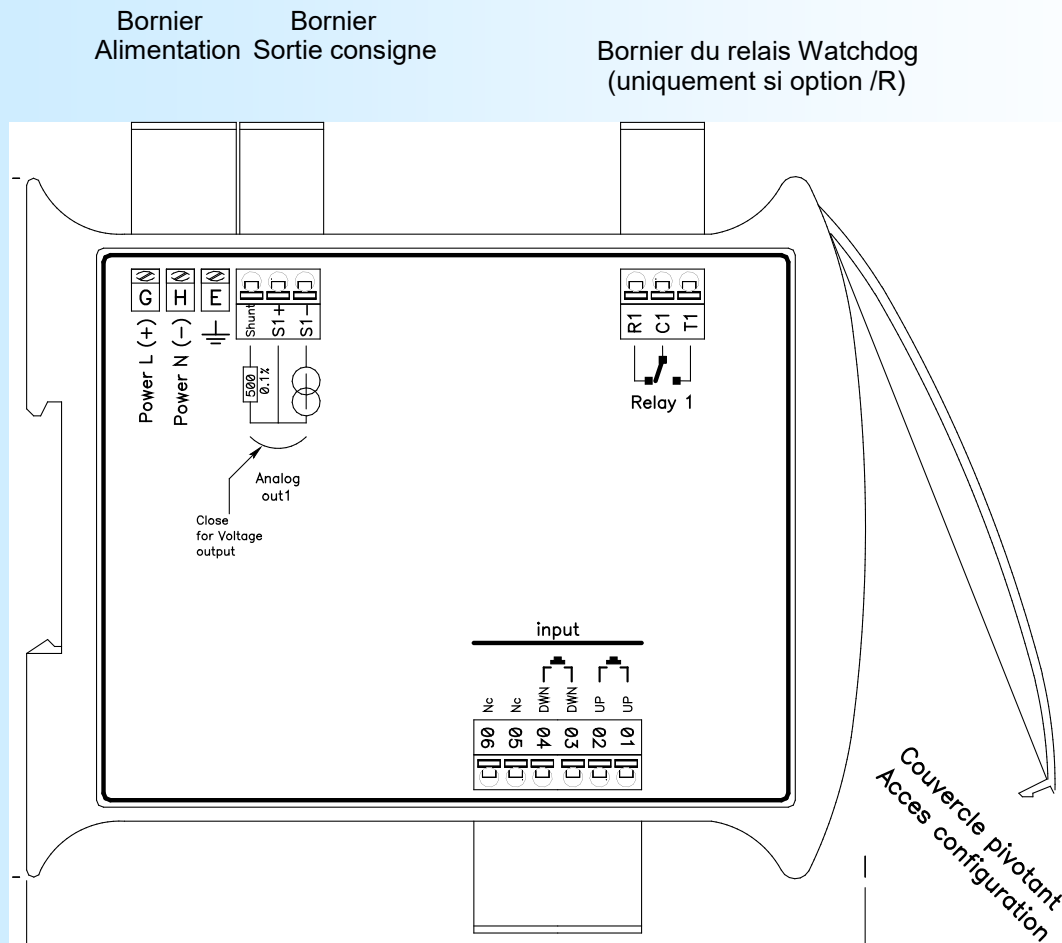 Bornier
Alimentation
Bornier
Sortie consigne
Bornier du relais Watchdog
(uniquement si option /R)
G
H
E
Power L (+)
Power N (-)
Shunt
S1+
S1-
500
0.1%
Analog
out1
Close
for Voltage
output
R1
C1
T1
Relay 1
input
Nc
Nc
DWN
DWN
UP
UP
06
05
04
03
02
01
Couvercle pivotant
Acces configuration